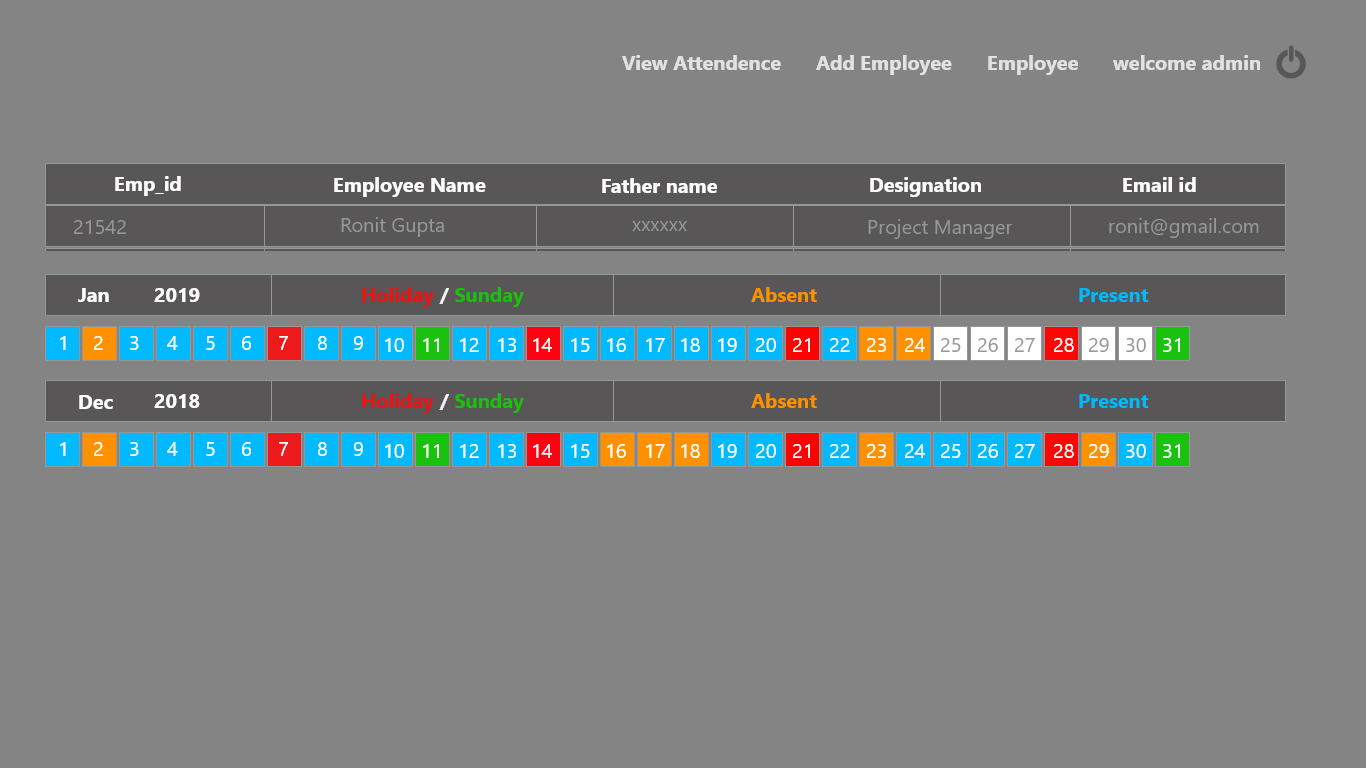 View Attendence Add Employee Employee welcome admin
Emp_id Employee Name Father name Designation Email id
21542 Ronit Gupta xxxxxx Project Manager ronit@gmail.com
Jan 2019 Holiday / Sunday Absent Present
1 2 3 4 5 6 7 8 9 10 11 12 13 14 15 16 17 18 19 20 21 22 23 24 25 26 27 28 29 30 31
Dec 2018 Holiday / Sunday Absent Present
1 2 3 4 5 6 7 8 9 10 11 12 13 14 15 16 17 18 19 20 21 22 23 24 25 26 27 28 29 30 31